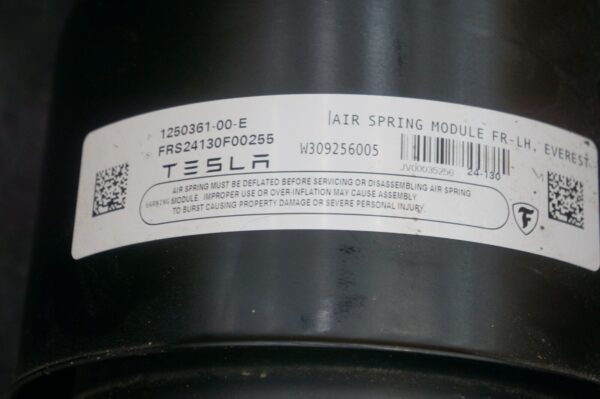 1250361-00-E
FRS24130F00255
TESLA
W309256005
AIR SPRING MODULE FR-LH, EVEREST
JV00035256 24-130
WARNING
AIR SPRING MUST BE DEFLATED BEFORE SERVICING OR DISASSEMBLING AIR SPRING
MODULE. IMPROPER USE OR OVER-INFLATION MAY CAUSE ASSEMBLY
TO BURST CAUSING PROPERTY DAMAGE OR SEVERE PERSONAL INJURY.
F